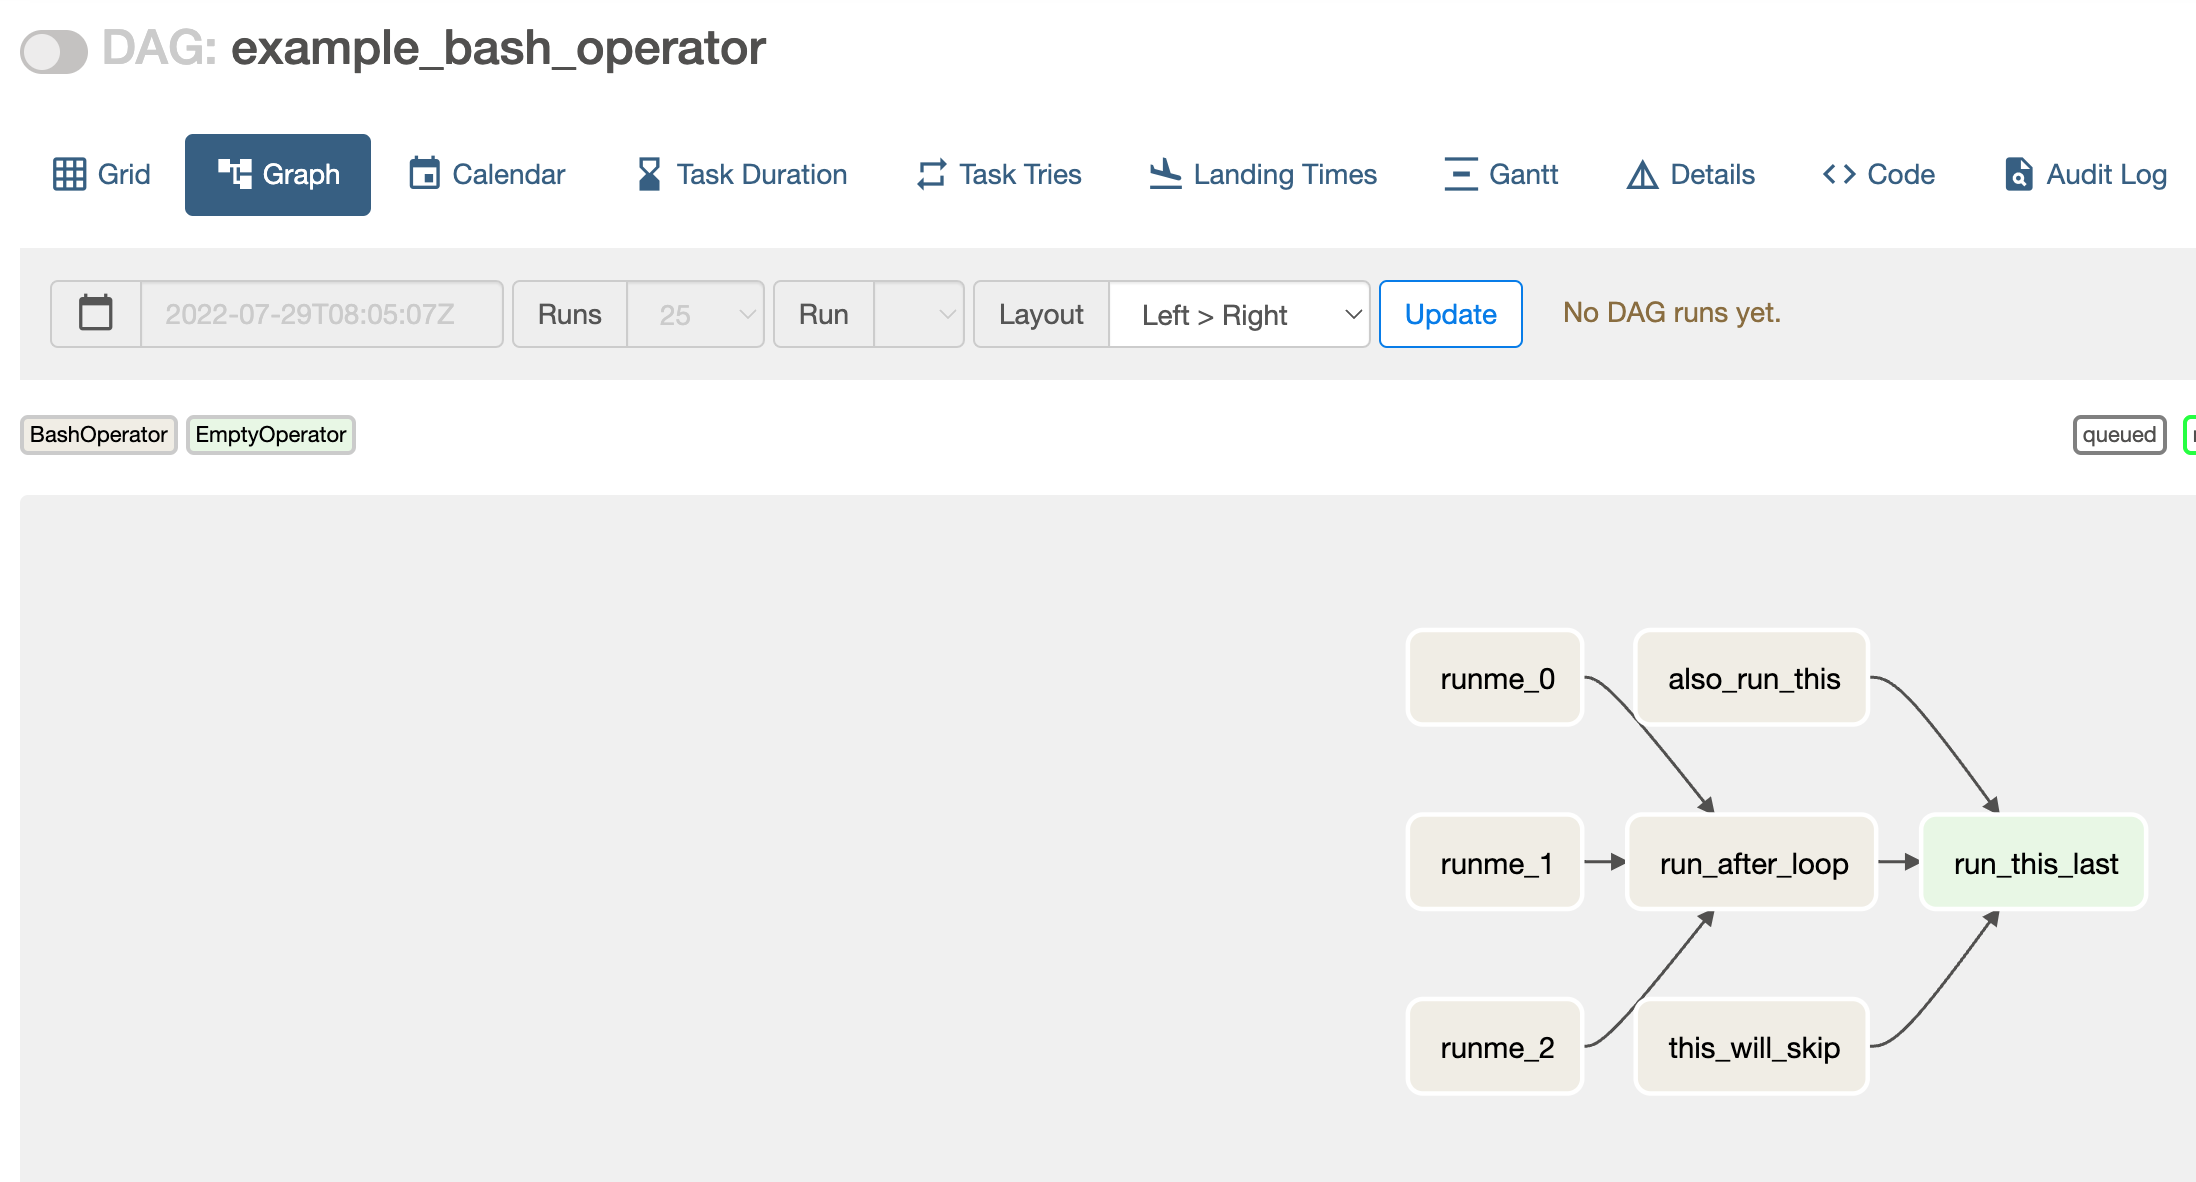 DAG: example_bash_operator
Grid Graph Calendar Task Duration Task Tries Landing Times Gantt Details Code Audit Log
2022-07-29T08:05:07Z Runs 25 Run Layout Left > Right Update No DAG runs yet.
BashOperator EmptyOperator queued
runme_0 also_run_this
runme_1 run_after_loop run_this_last
runme_2 this_will_skip